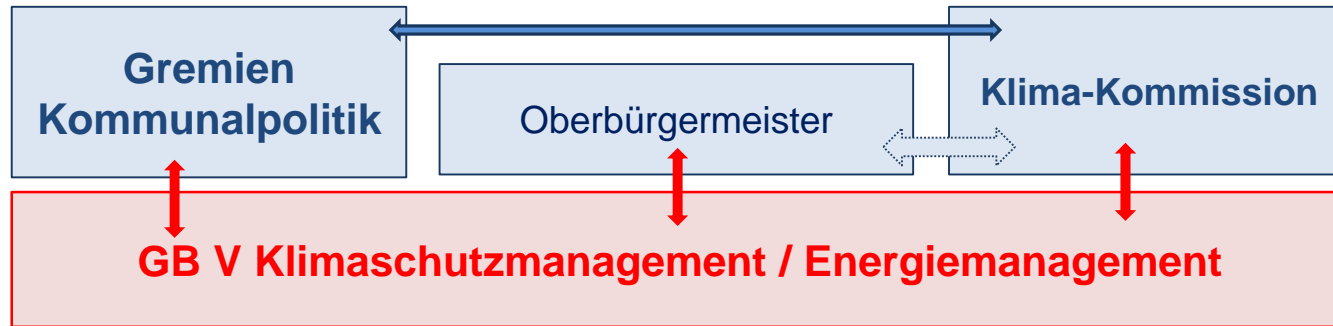 Gremien
Kommunalpolitik
Oberbürgermeister
Klima-Kommission
GB V Klimaschutzmanagement / Energiemanagement